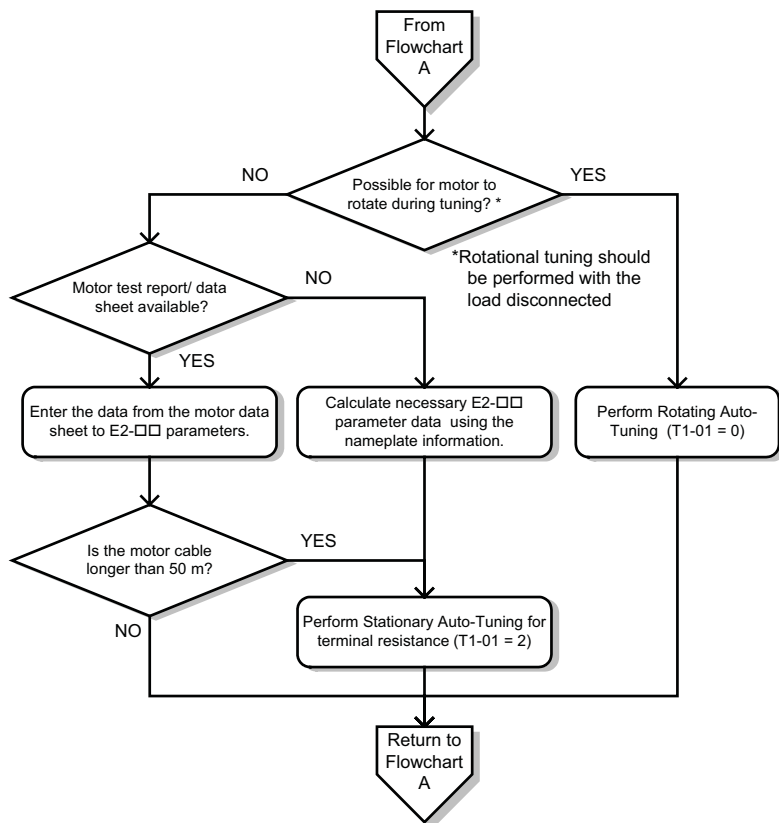 From
Flowchart
A
NO
YES
Possible for motor to
rotate during tuning? *
*Rotational tuning should
be performed with the
load disconnected
Motor test report/ data
sheet available?
NO
YES
Enter the data from the motor data
sheet to E2-□□ parameters.
Calculate necessary E2-□□
parameter data using the
nameplate information.
Perform Rotating Auto-
Tuning (T1-01 = 0)
Is the motor cable
longer than 50 m?
YES
NO
Perform Stationary Auto-Tuning for
terminal resistance (T1-01 = 2)
Return to
Flowchart
A